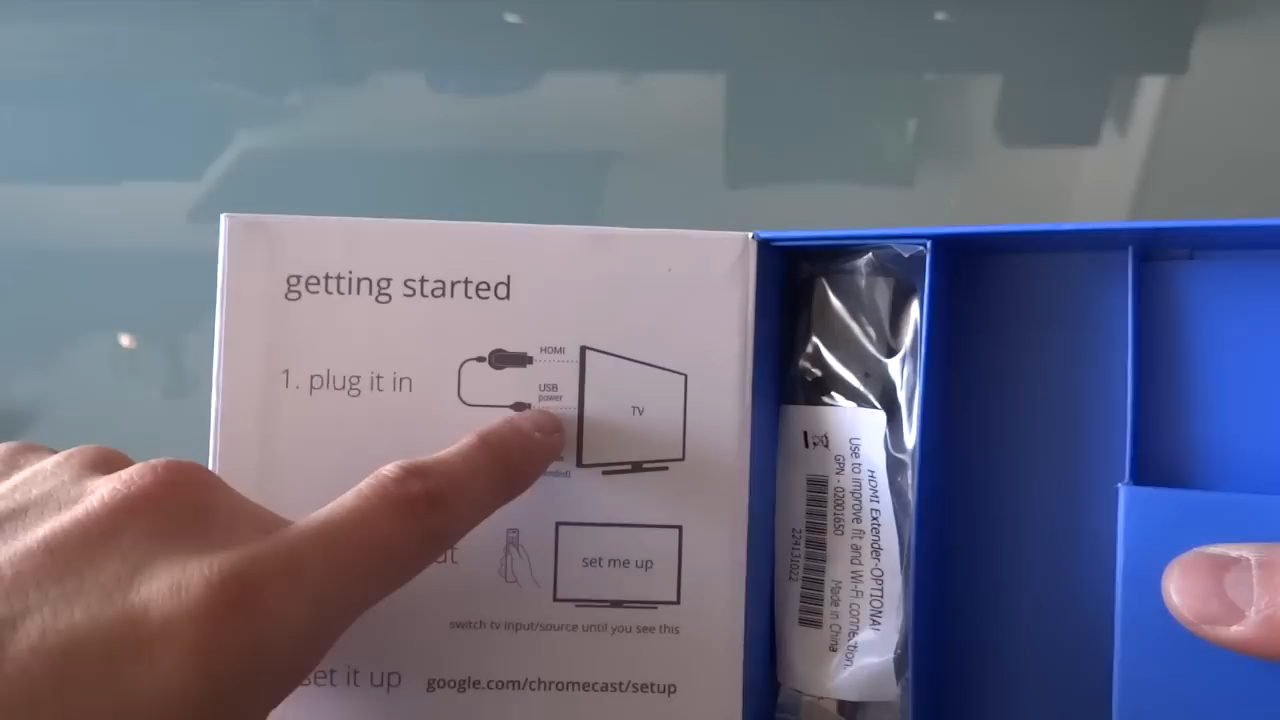 getting started
1. plug it in
HDMI
USB
power
TV
set me up
switch tv input/source until you see this
set it up
google.com/chromecast/setup
HDMI Extender-OPTIONAL
Use to improve fit and Wi-Fi connection.
GPN - 02001650
Made in China
224131022